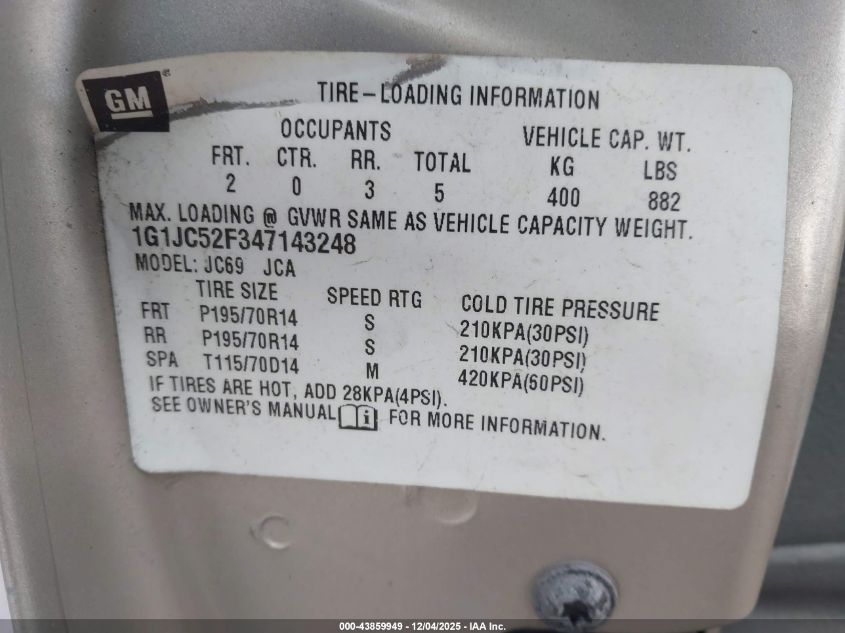 GM®
TIRE-LOADING INFORMATION
OCCUPANTS VEHICLE CAP. WT.
FRT. CTR. RR. TOTAL KG LBS
2 0 3 5 400 882
MAX. LOADING @ GVWR SAME AS VEHICLE CAPACITY WEIGHT.
1G1JC52F347143248
MODEL: JC69 JCA
TIRE SIZE SPEED RTG COLD TIRE PRESSURE
FRT P195/70R14 S 210KPA(30PSI)
RR P195/70R14 S 210KPA(30PSI)
SPA T115/70D14 M 420KPA(60PSI)
IF TIRES ARE HOT, ADD 28KPA(4PSI).
SEE OWNER'S MANUAL i FOR MORE INFORMATION.
000-43859949 - 12/04/2025 - IAA Inc.